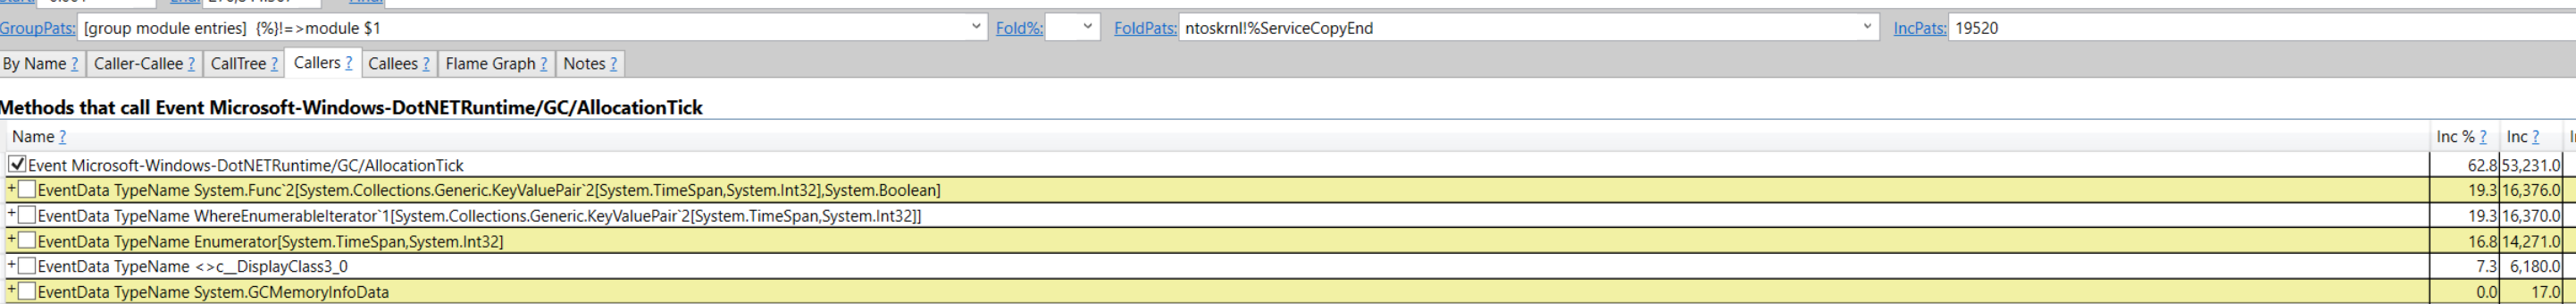 GroupPats: [group module entries] {%}!=>module $1 Fold%: FoldPats: ntoskrnl!%ServiceCopyEnd IncPats: 19520
By Name ? Caller-Callee ? CallTree ? Callers ? Callees ? Flame Graph ? Notes ?
Methods that call Event Microsoft-Windows-DotNETRuntime/GC/AllocationTick
Name ? Inc % ? Inc ?
Event Microsoft-Windows-DotNETRuntime/GC/AllocationTick 62.8 53,231.0
+ EventData TypeName System.Func`2[System.Collections.Generic.KeyValuePair`2[System.TimeSpan,System.Int32],System.Boolean] 19.3 16,376.0
+ EventData TypeName WhereEnumerableIterator`1[System.Collections.Generic.KeyValuePair`2[System.TimeSpan,System.Int32]] 19.3 16,370.0
+ EventData TypeName Enumerator[System.TimeSpan,System.Int32] 16.8 14,271.0
+ EventData TypeName <>c__DisplayClass3_0 7.3 6,180.0
+ EventData TypeName System.GCMemoryInfoData 0.0 17.0